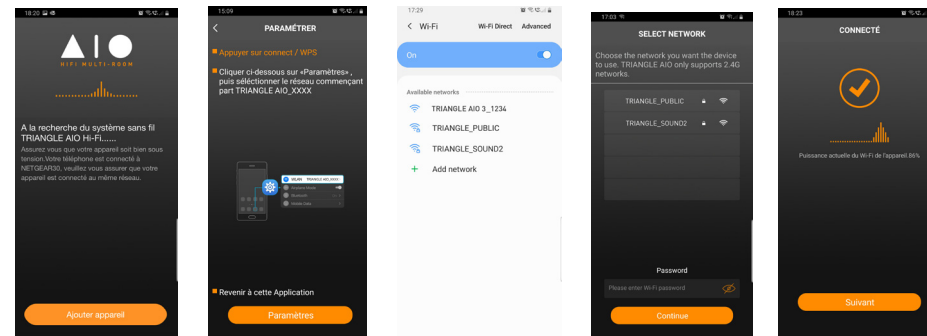 18:20
AIO
HIFI MULTI-ROOM
A la recherche du système sans fil
TRIANGLE AIO Hi-Fi......
Assurez vous que votre appareil soit bien sous
tension.Votre téléphone est connecté à
NETGEAR30, veuillez vous assurer que votre
appareil est connecté au même réseau.
Ajouter appareil
15:09
PARAMÉTRER
Appuyer sur connect / WPS
Cliquer ci-dessous sur «Paramètres» ,
puis sélectionner le réseau commençant
part TRIANGLE AIO_XXXX
WLAN TRIANGLE AIO_XXXX
Bluetooth
Mobile Data
Revenir à cette Application
Paramètres
17:29
Wi-Fi
Wi-Fi Direct
Advanced
On
Available networks
TRIANGLE AIO 3_1234
TRIANGLE_PUBLIC
TRIANGLE_SOUND2
Add network
17:03
SELECT NETWORK
Choose the network you want the device
to use. TRIANGLE AIO only supports 2.4G
networks.
TRIANGLE_PUBLIC
TRIANGLE_SOUND2
Password
Please enter Wi-Fi password
Continue
18:23
CONNECTÉ
Puissance actuelle du Wi-Fi de l'appareil.86%
Suivant